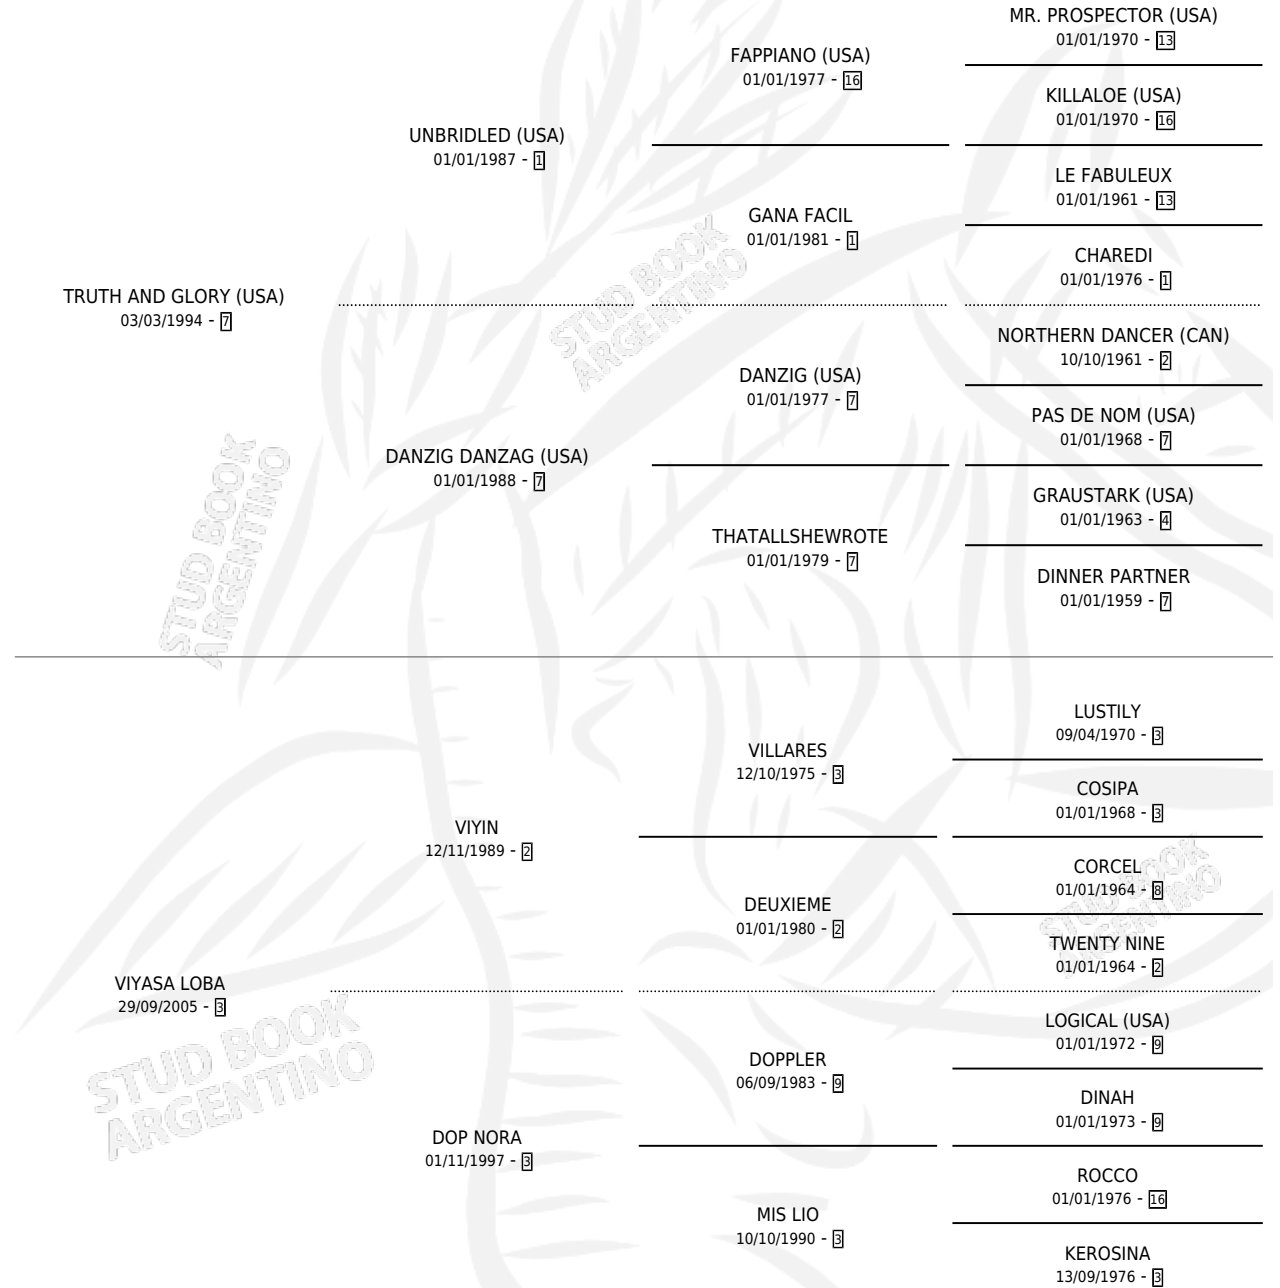 MR. PROSPECTOR (USA)
01/01/1970 - 13
FAPPIANO (USA)
01/01/1977 - 16
KILLALOE (USA)
01/01/1970 - 16
UNBRIDLED (USA)
01/01/1987 - 1
LE FABULEUX
01/01/1961 - 13
GANA FACIL
01/01/1981 - 1
CHAREDI
01/01/1976 - 1
TRUTH AND GLORY (USA)
03/03/1994 - 7
NORTHERN DANCER (CAN)
10/10/1961 - 2
DANZIG (USA)
01/01/1977 - 7
PAS DE NOM (USA)
01/01/1968 - 7
DANZIG DANZAG (USA)
01/01/1988 - 7
GRAUSTARK (USA)
01/01/1963 - 4
THATALLSHEWROTE
01/01/1979 - 7
DINNER PARTNER
01/01/1959 - 7
LUSTILY
09/04/1970 - 3
VILLARES
12/10/1975 - 3
COSIPA
01/01/1968 - 3
VIYIN
12/11/1989 - 2
CORCEL
01/01/1964 - 8
DEUXIEME
01/01/1980 - 2
TWENTY NINE
01/01/1964 - 2
VIYASA LOBA
29/09/2005 - 3
LOGICAL (USA)
01/01/1972 - 9
DOPPLER
06/09/1983 - 9
DINAH
01/01/1973 - 9
DOP NORA
01/11/1997 - 3
ROCCO
01/01/1976 - 16
MIS LIO
10/10/1990 - 3
KEROSINA
13/09/1976 - 3
STUD BOOK
ARGENTINO
STUD BOOK
ARGENTINO
STUD BOOK
ARGENTINO
STUD BOOK
ARGENTINO